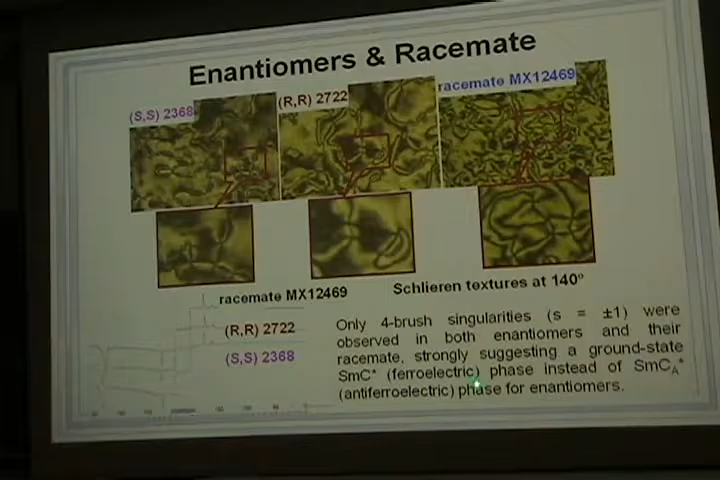 Enantiomers & Racemate
(S,S) 2368
(R,R) 2722
racemate MX12469
Schlieren textures at 140°
racemate MX12469
(R,R) 2722
(S,S) 2368
Only 4-brush singularities (s = ±1) were
observed in both enantiomers and their
racemate, strongly suggesting a ground-state
SmC* (ferroelectric) phase instead of SmCA*
(antiferroelectric) phase for enantiomers.